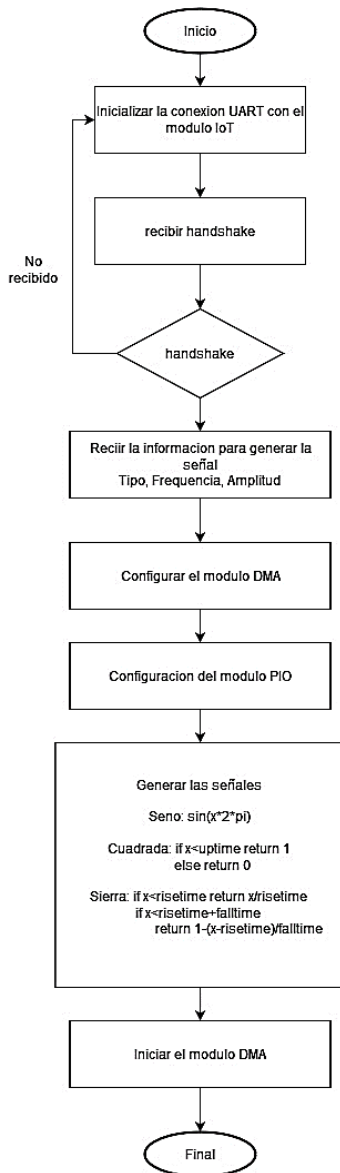 Inicio
Inicializar la conexion UART con el
modulo IoT
recibir handshake
No
recibido
handshake
Reciir la informacion para generar la
señal
Tipo, Frequencia, Amplitud
Configurar el modulo DMA
Configuracion del modulo PIO
Generar las señales
Seno: sin(x*2*pi)
Cuadrada: if x<uptime return 1
else return 0
Sierra: if x<risetime return x/risetime
if x<risetime+falltime
return 1-(x-risetime)/falltime
Iniciar el modulo DMA
Final